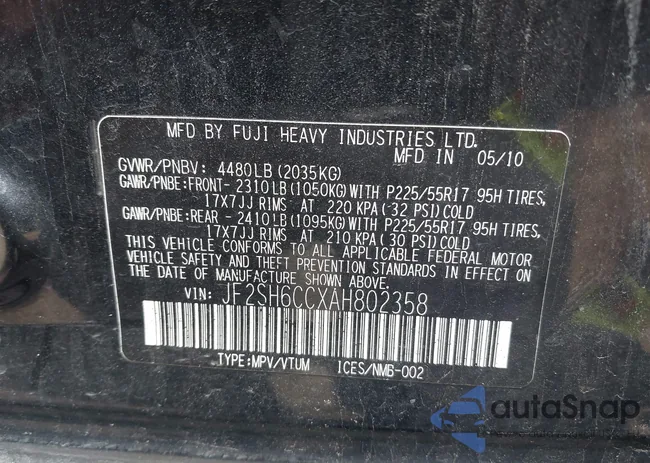 MFD BY FUJI HEAVY INDUSTRIES LTD.
MFD IN 05/10
GVWR/PNBV: 4480LB(2035KG)
GAWR/PNBE:FRONT- 2310LB(1050KG)WITH P225/55R17 95H TIRES,
17X7JJ RIMS AT 220 KPA(32 PSI)COLD
GAWR/PNBE:REAR - 2410LB(1095KG)WITH P225/55R17 95H TIRES,
17X7JJ RIMS AT 210 KPA(30 PSI)COLD
THIS VEHICLE CONFORMS TO ALL APPLICABLE FEDERAL MOTOR
VEHICLE SAFETY AND THEFT PREVENTION STANDARDS IN EFFECT ON
THE DATE OF MANUFACTURE SHOWN ABOVE.
VIN: JF2SH6CCXAH802358
TYPE:MPV/VTUM ICES/NMB-002
autoSnap